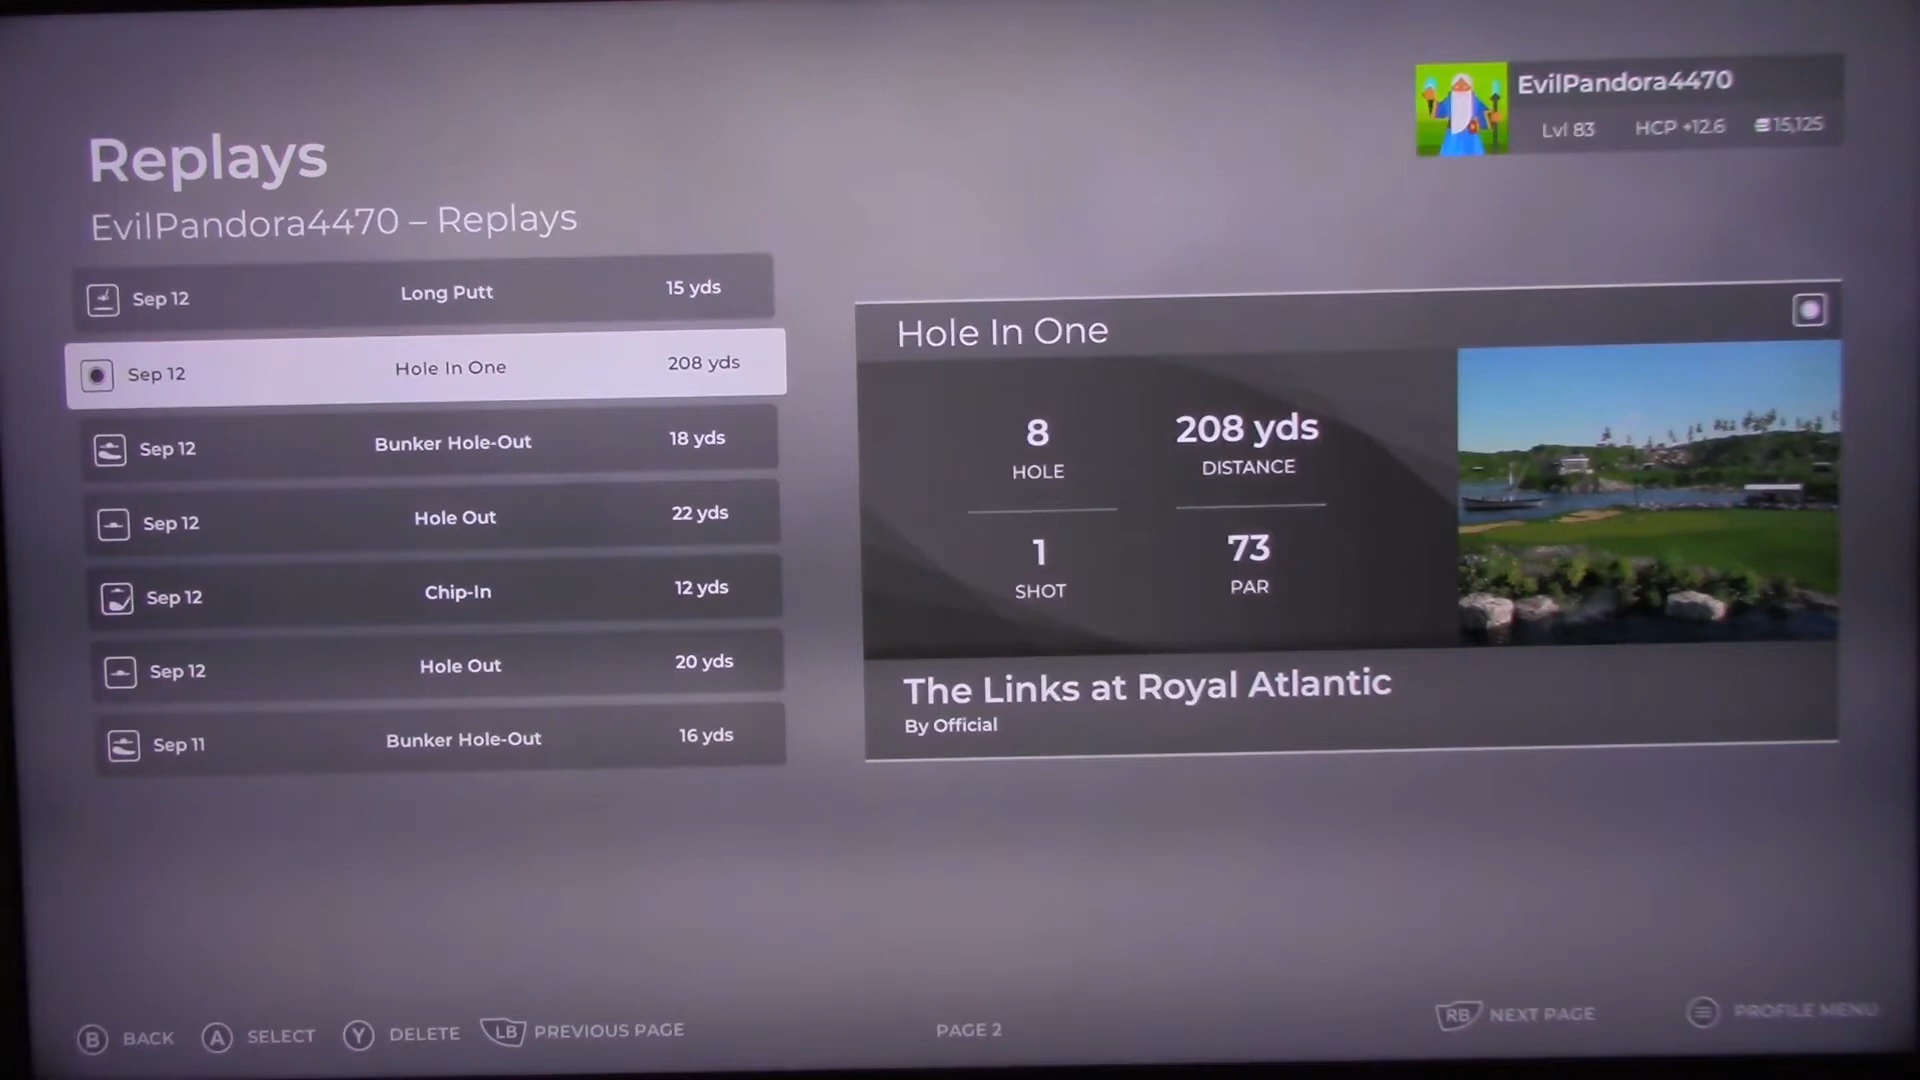 EvilPandora4470
Lvl 83 HCP +12.6 15,125
Replays
EvilPandora4470 – Replays
Sep 12 Long Putt 15 yds
Sep 12 Hole In One 208 yds
Sep 12 Bunker Hole-Out 18 yds
Sep 12 Hole Out 22 yds
Sep 12 Chip-In 12 yds
Sep 12 Hole Out 20 yds
Sep 11 Bunker Hole-Out 16 yds
Hole In One
8 208 yds
HOLE DISTANCE
1 73
SHOT PAR
The Links at Royal Atlantic
By Official
B BACK A SELECT Y DELETE LB PREVIOUS PAGE PAGE 2 RB NEXT PAGE PROFILE MENU